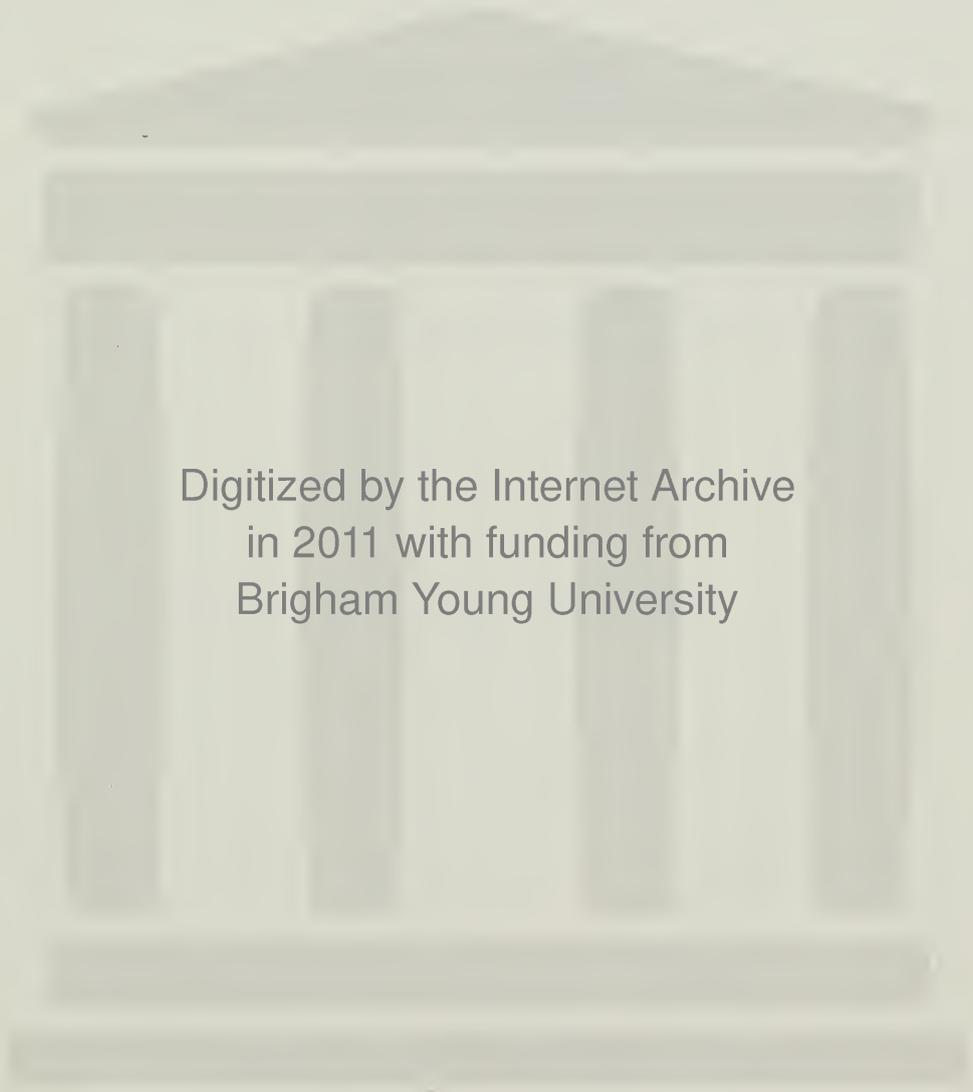 Digitized by the Internet Archive
in 2011 with funding from
Brigham Young University